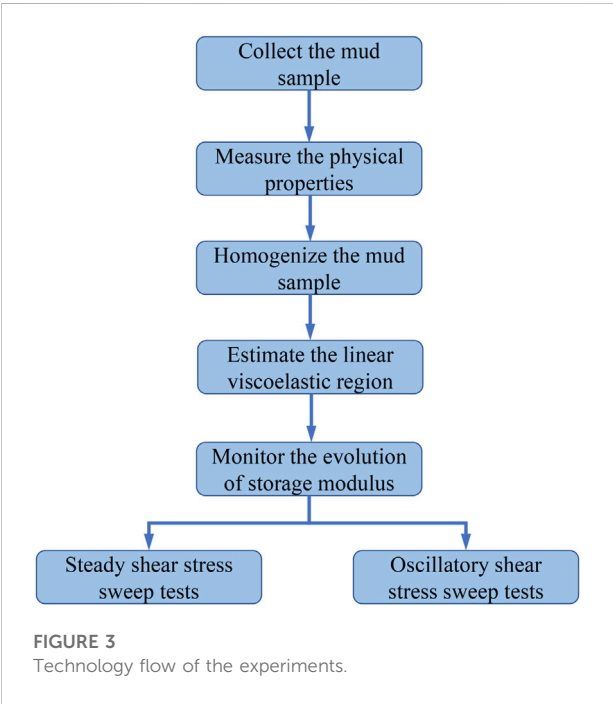 Collect the mud
sample
Measure the physical
properties
Homogenize the mud
sample
Estimate the linear
viscoelastic region
Monitor the evolution
of storage modulus
Steady shear stress
sweep tests
Oscillatory shear
stress sweep tests
FIGURE 3
Technology flow of the experiments.